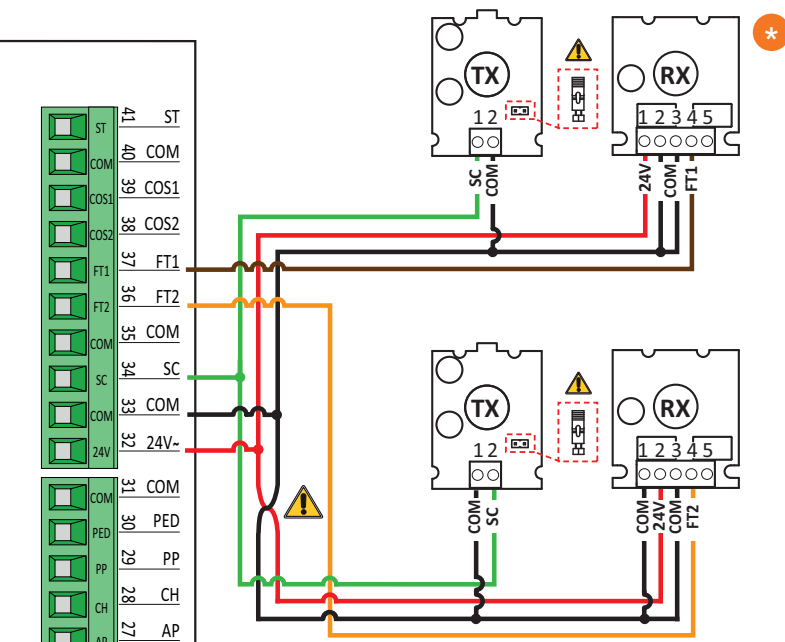 *
TX
RX
1 2
1 2 3 4 5
SC
COM
24V
COM
FT1
ST 41 ST
COM 40 COM
COS1 39 COS1
COS2 38 COS2
FT1 37 FT1
FT2 36 FT2
COM 35 COM
SC 34 SC
COM 33 COM
24V 32 24V~
COM 31 COM
PED 30 PED
PP 29 PP
CH 28 CH
AP 27 AP
TX
RX
1 2
1 2 3 4 5
COM
SC
COM
24V
COM
FT2